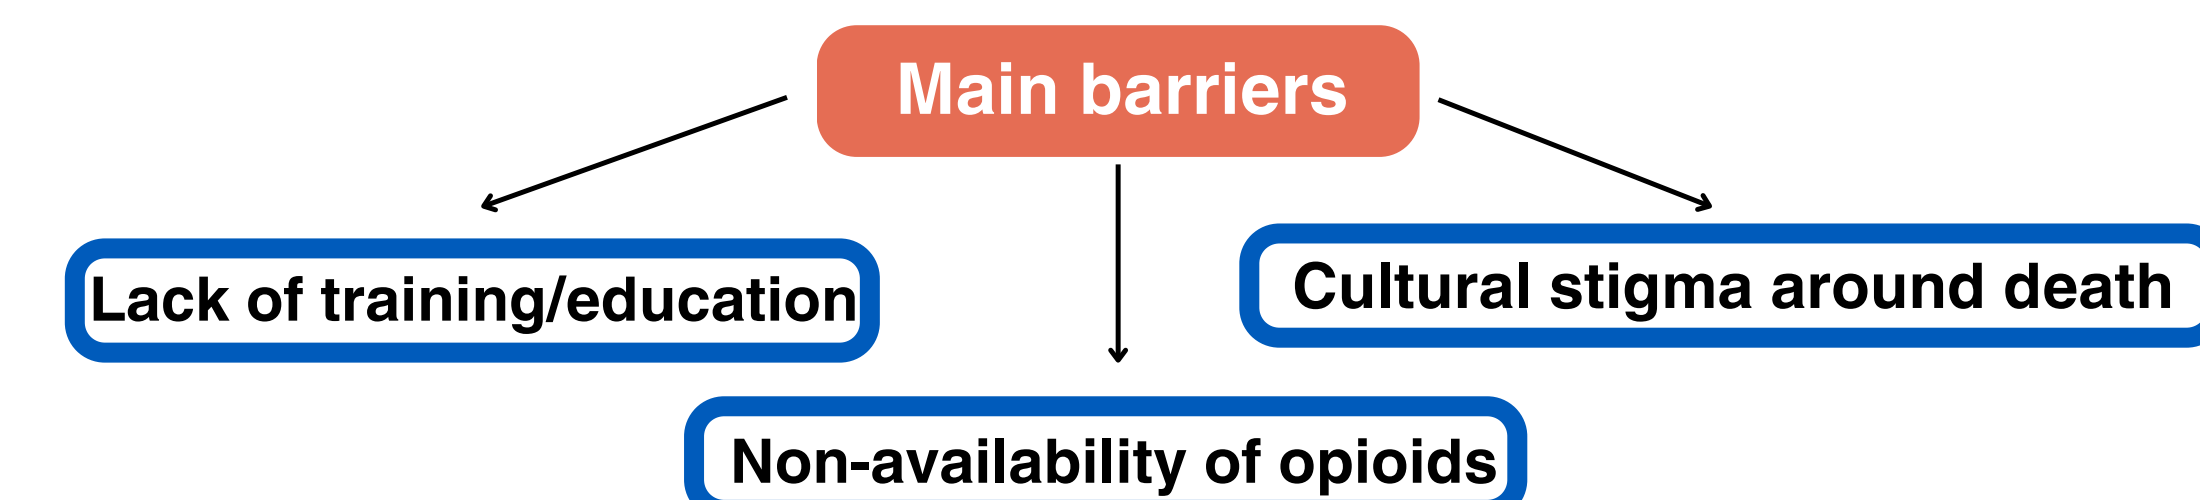 Main barriers
Lack of training/education
Cultural stigma around death
Non-availability of opioids